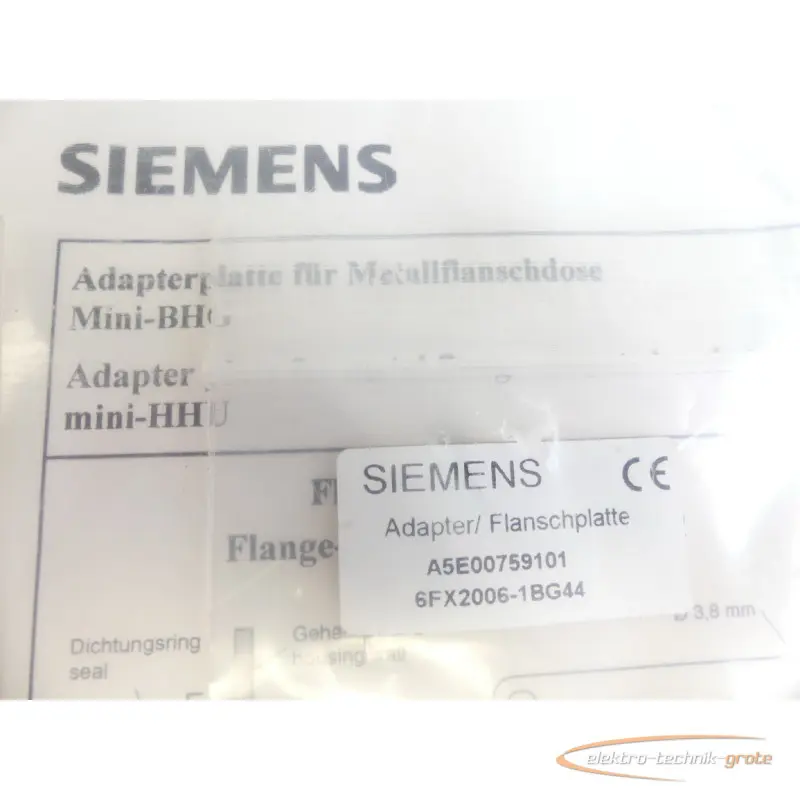 SIEMENS
Adapterplatte für Metallflanschdose
Mini-BHG
Adapter
mini-HHU
SIEMENS CE
Adapter/ Flanschplatte
A5E00759101
6FX2006-1BG44
Flange-
Ø 3,8 mm
Dichtungsring
seal
elektro-technik-grote